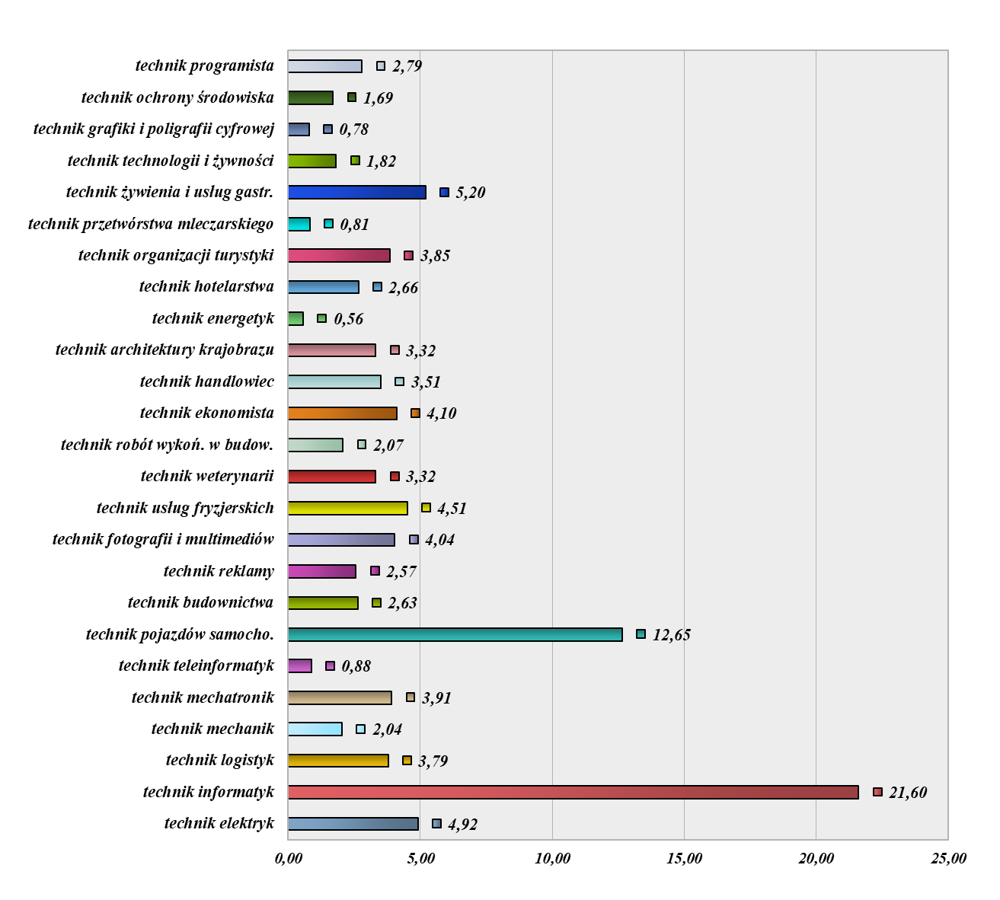 technik programista 2,79
technik ochrony środowiska 1,69
technik grafiki i poligrafii cyfrowej 0,78
technik technologii i żywności 1,82
technik żywienia i usług gastr. 5,20
technik przetwórstwa mleczarskiego 0,81
technik organizacji turystyki 3,85
technik hotelarstwa 2,66
technik energetyk 0,56
technik architektury krajobrazu 3,32
technik handlowiec 3,51
technik ekonomista 4,10
technik robót wykoń. w budow. 2,07
technik weterynarii 3,32
technik usług fryzjerskich 4,51
technik fotografii i multimediów 4,04
technik reklamy 2,57
technik budownictwa 2,63
technik pojazdów samocho. 12,65
technik teleinformatyk 0,88
technik mechatronik 3,91
technik mechanik 2,04
technik logistyk 3,79
technik informatyk 21,60
technik elektryk 4,92
0,00 5,00 10,00 15,00 20,00 25,00